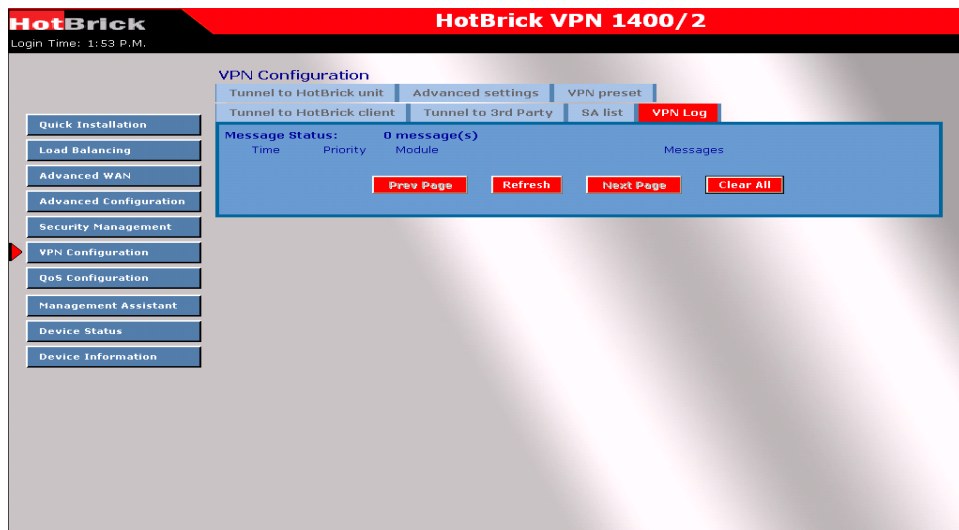 HotBrick
HotBrick VPN 1400/2
Login Time: 1:53 P.M.
VPN Configuration
Tunnel to HotBrick unit Advanced settings VPN preset
Tunnel to HotBrick client Tunnel to 3rd Party SA list VPN Log
Message Status: 0 message(s)
Time Priority Module Messages
Prev Page Refresh Next Page Clear All
Quick Installation
Load Balancing
Advanced WAN
Advanced Configuration
Security Management
VPN Configuration
QoS Configuration
Management Assistant
Device Status
Device Information